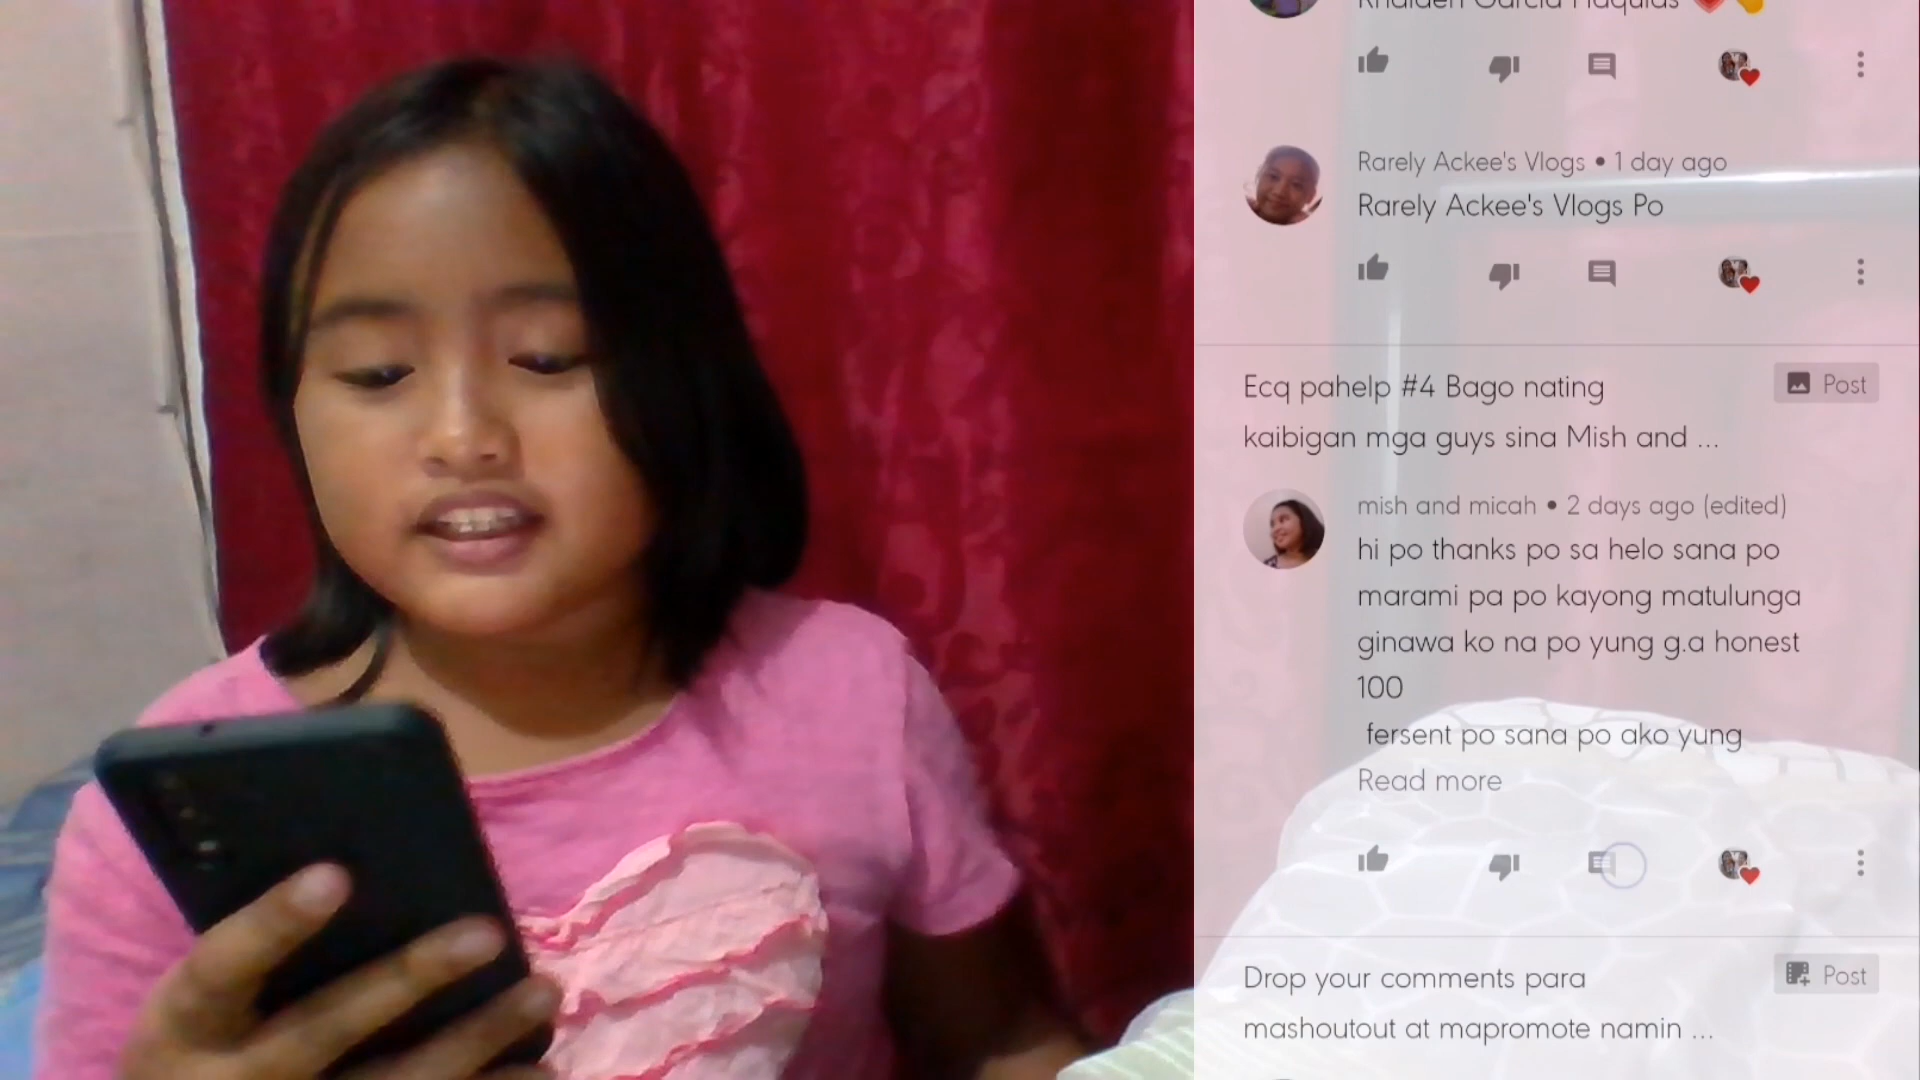 Rhaiden Garcia Maquias
Rarely Ackee's Vlogs • 1 day ago
Rarely Ackee's Vlogs Po
Ecq pahelp #4 Bago nating
Post
kaibigan mga guys sina Mish and ...
mish and micah • 2 days ago (edited)
hi po thanks po sa helo sana po
marami pa po kayong matulunga
ginawa ko na po yung g.a honest
100
fersent po sana po ako yung
Read more
Drop your comments para
Post
mashoutout at mapromote namin ...